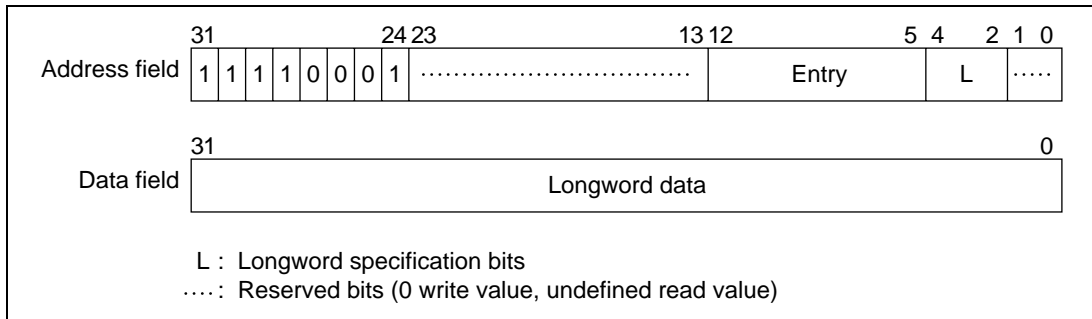 31 24 23 13 12 5 4 2 1 0
Address field 1 1 1 1 0 0 0 1 ................................ Entry L .....
31 0
Data field Longword data
L : Longword specification bits
.... : Reserved bits (0 write value, undefined read value)